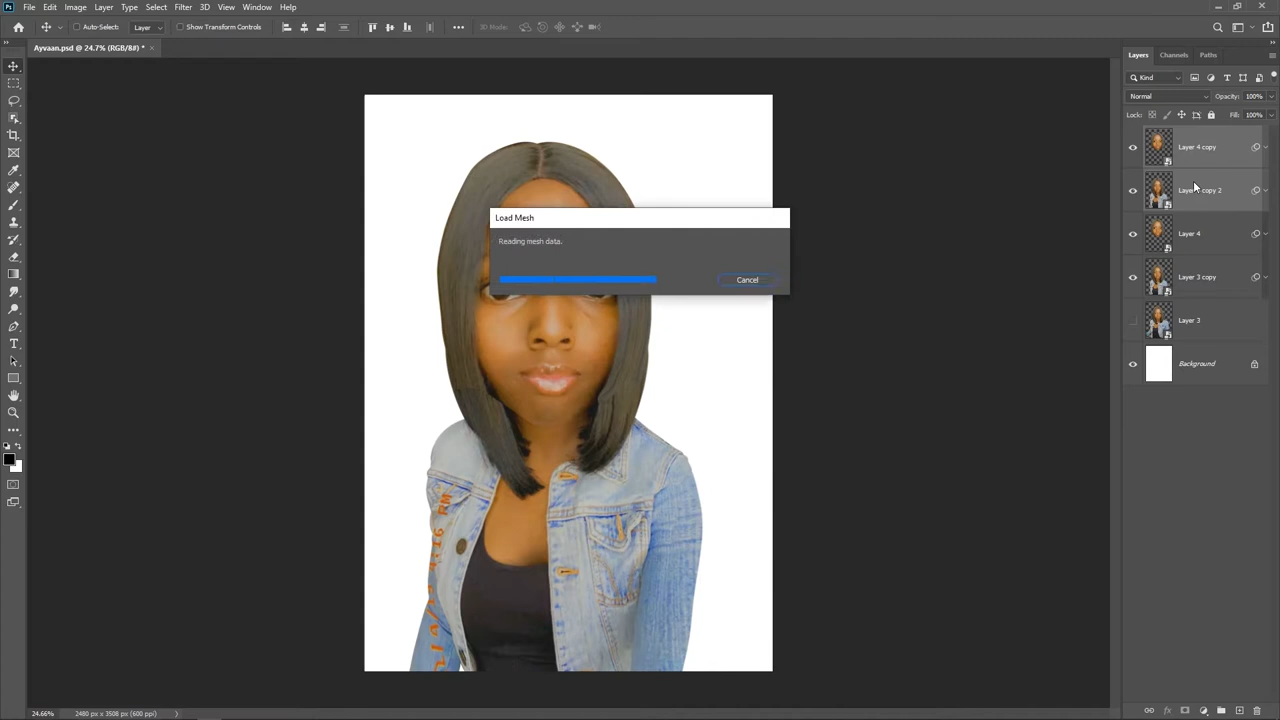 File Edit Image Layer Type Select Filter 3D View Window Help
Auto-Select: Layer Show Transform Controls 3D Mode:
Ayvaan.psd @ 24.7% (RGB/8#) *
Layers Channels Paths
Kind
Normal Opacity: 100%
Lock: Fill: 100%
Layer 4 copy
copy 2
Layer 4
Layer 3 copy
Layer 3
Background
Load Mesh
Reading mesh data.
Cancel
4:16 PM
24.66% 2480 px x 3508 px (600 ppi)